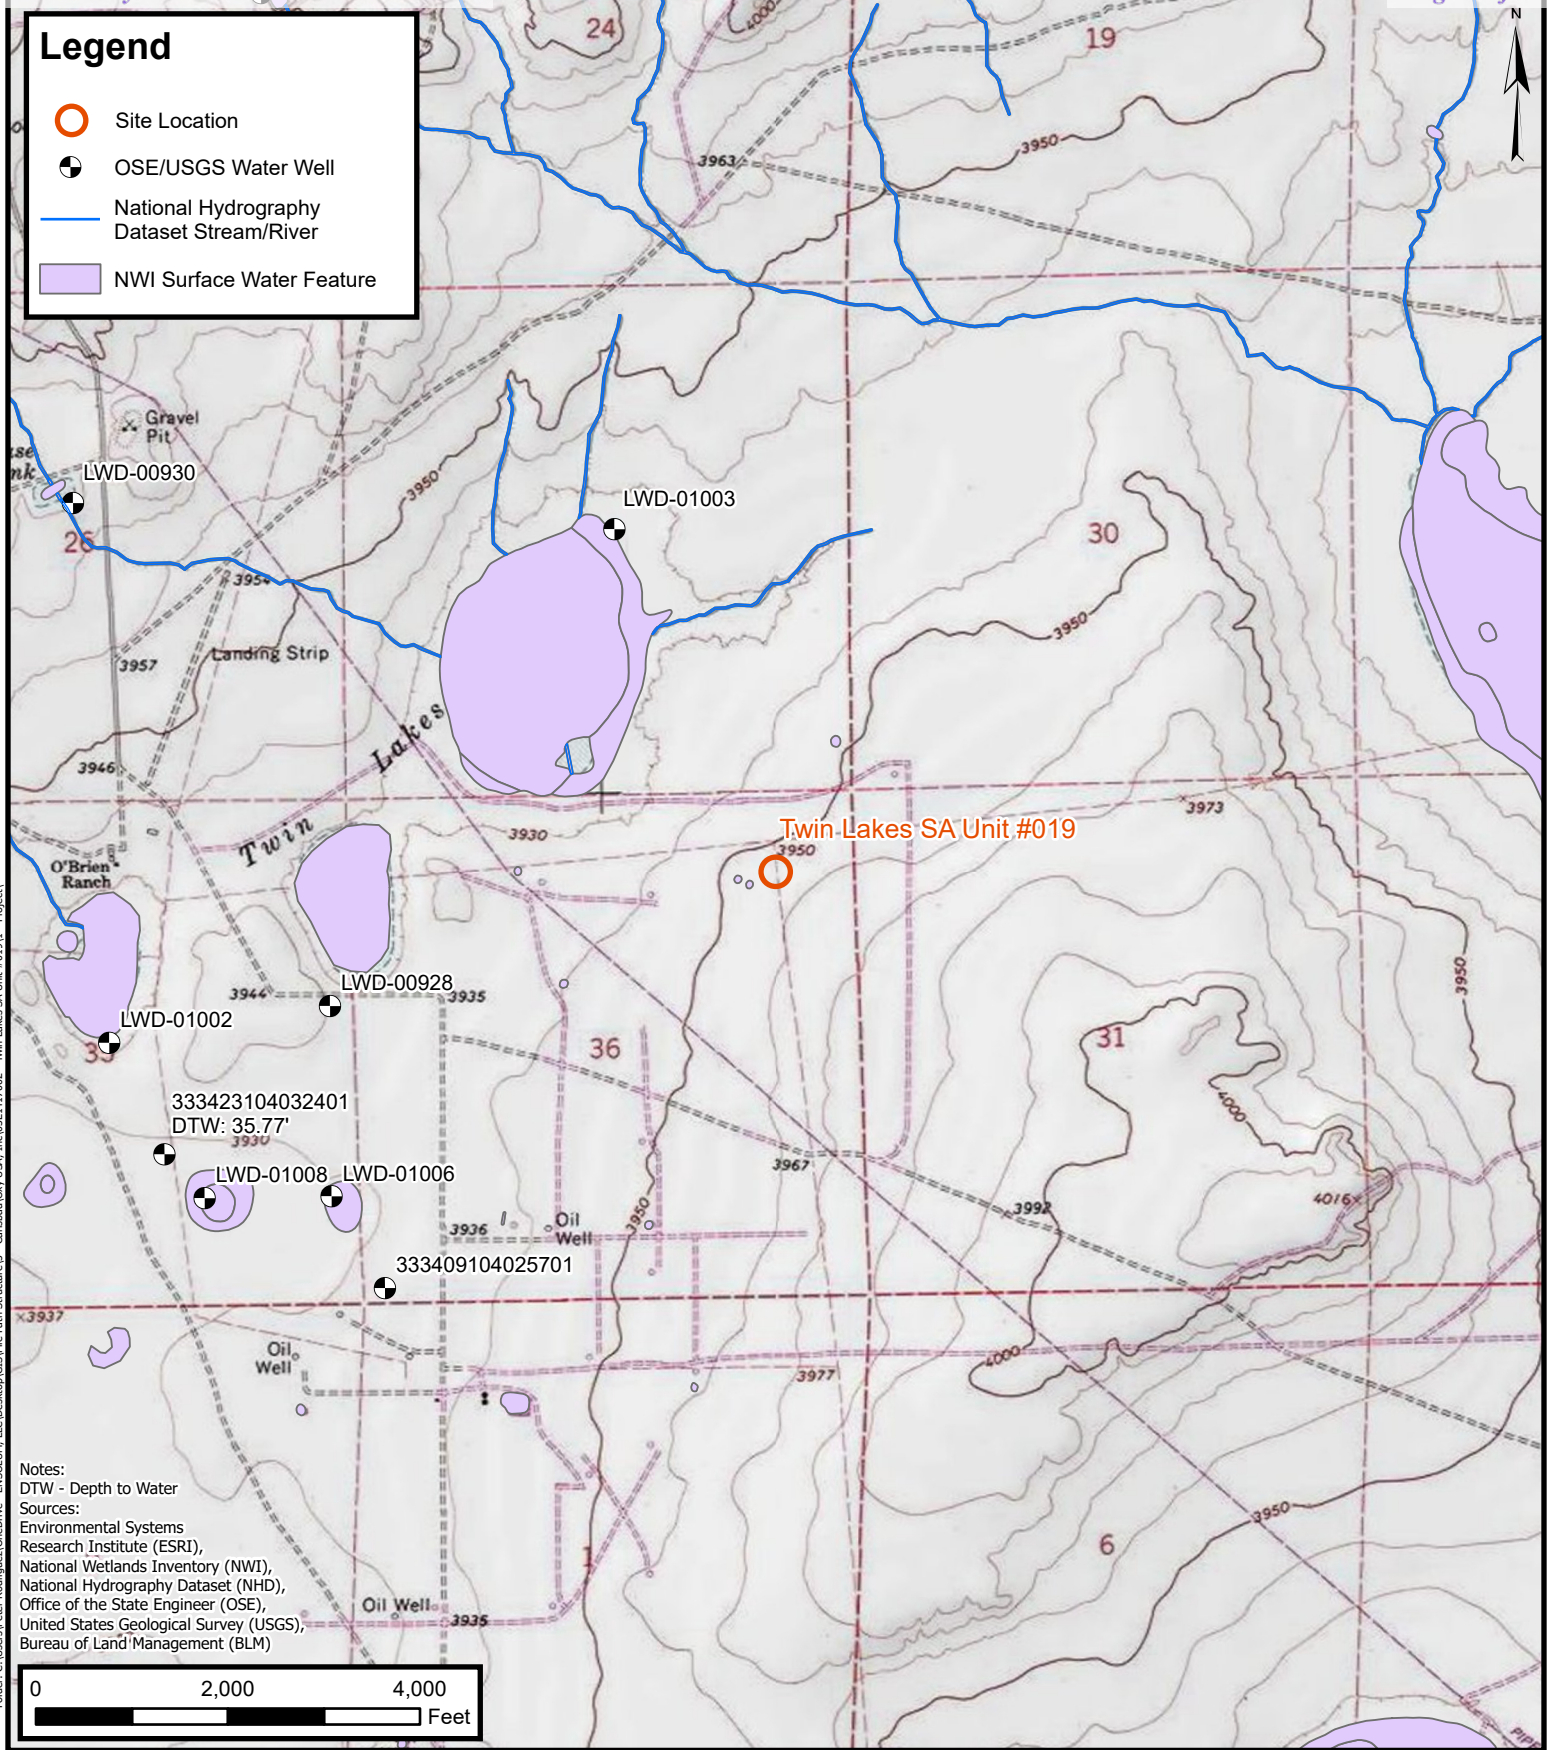 Legend
Site Location
OSE/USGS Water Well
National Hydrography
Dataset Stream/River
NWI Surface Water Feature
N
24
4000
19
3950
3963
Gravel
Pit
LWD-00930
3950
LWD-01003
26
30
3954
3950
3957
Landing Strip
Twin Lakes
3946
3973
3930
Twin Lakes SA Unit #019
3950
O'Brien
Ranch
LWD-00928
3944
3935
3950
LWD-01002
36
31
333423104032401
DTW: 35.77'
3930
4000
LWD-01008
LWD-01006
3967
4016
3992
3950
3936
Oil
Well
333409104025701
3937
Oil
Well
4000
3977
Notes:
DTW - Depth to Water
Sources:
Environmental Systems
Research Institute (ESRI),
National Wetlands Inventory (NWI),
National Hydrography Dataset (NHD),
Office of the State Engineer (OSE),
United States Geological Survey (USGS),
Bureau of Land Management (BLM)
3950
1
6
Oil Well
3935
0 2,000 4,000
Feet